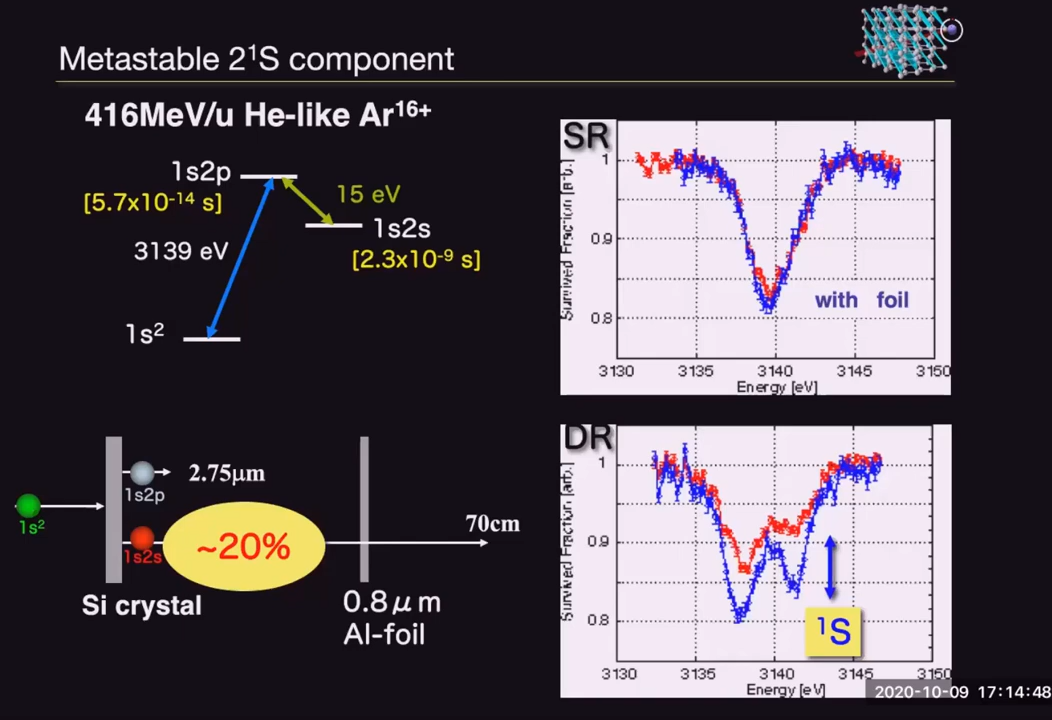 Metastable 2¹S component
416MeV/u He-like Ar¹⁶⁺
1s2p
[5.7x10⁻¹⁴ s]
15 eV
1s2s
[2.3x10⁻⁹ s]
3139 eV
1s²
SR
Survived Fraction [arb.]
1
0.9
0.8
with foil
3130 3135 3140 3145 3150
Energy [eV]
1s²
1s2p
2.75μm
1s2s
~20%
70cm
Si crystal
0.8μm
Al-foil
DR
Survived Fraction [arb.]
1
0.9
0.8
¹S
3130 3135 3140 3145 3150
Energy [eV]
2020-10-09 17:14:48